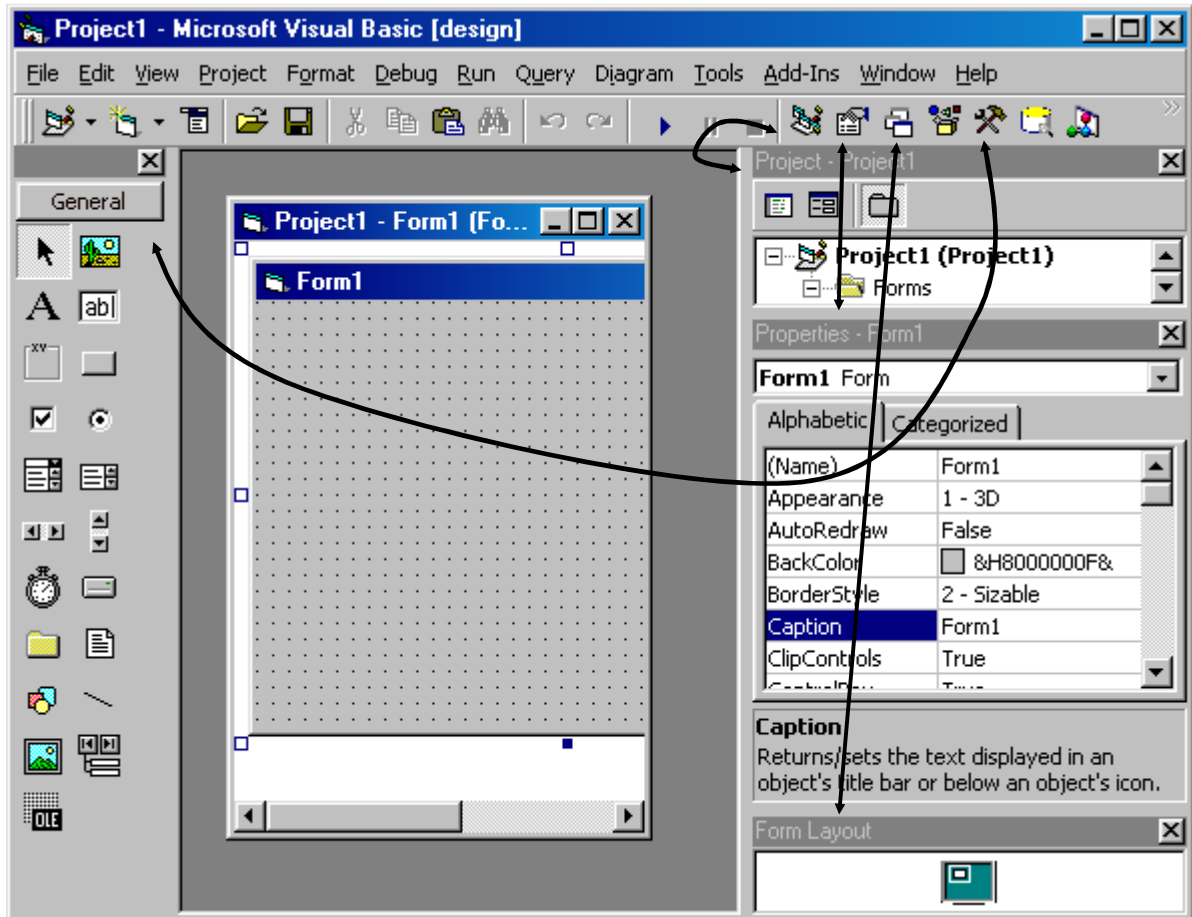 Project1 - Microsoft Visual Basic [design]
File Edit View Project Format Debug Run Query Diagram Tools Add-Ins Window Help
General
A
ab
XY
OLE
Project1 - Form1 (Fo...
Form1
Project - Project1
Project1 (Project1)
Forms
Properties - Form1
Form1 Form
Alphabetic Categorized
(Name) Form1
Appearance 1 - 3D
AutoRedraw False
BackColor &H8000000F&
BorderStyle 2 - Sizable
Caption Form1
ClipControls True
Caption
Returns/sets the text displayed in an
object's title bar or below an object's icon.
Form Layout